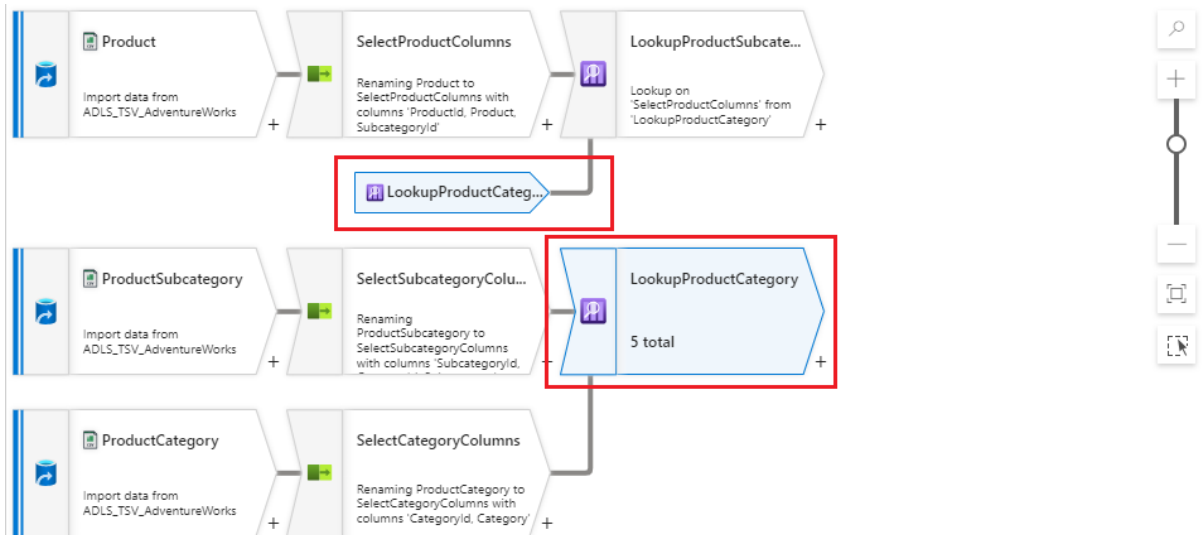 Product
Import data from
ADLS_TSV_AdventureWorks
+
SelectProductColumns
Renaming Product to
SelectProductColumns with
columns 'ProductId, Product,
SubcategoryId'
+
LookupProductSubcate...
Lookup on
'SelectProductColumns' from
'LookupProductCategory'
+
LookupProductCateg...
ProductSubcategory
Import data from
ADLS_TSV_AdventureWorks
+
SelectSubcategoryColu...
Renaming
ProductSubcategory to
SelectSubcategoryColumns
with columns 'SubcategoryId,
+
LookupProductCategory
5 total
+
ProductCategory
Import data from
ADLS_TSV_AdventureWorks
+
SelectCategoryColumns
Renaming ProductCategory to
SelectCategoryColumns with
columns 'CategoryId, Category'
+